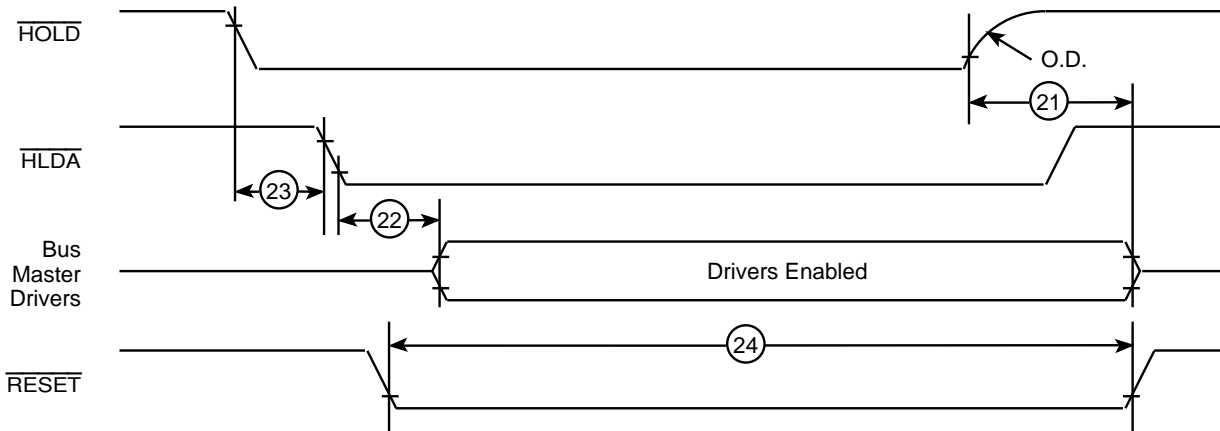 HOLD
O.D.
21
HLDA
23
22
Bus
Master
Drivers
Drivers Enabled
24
RESET